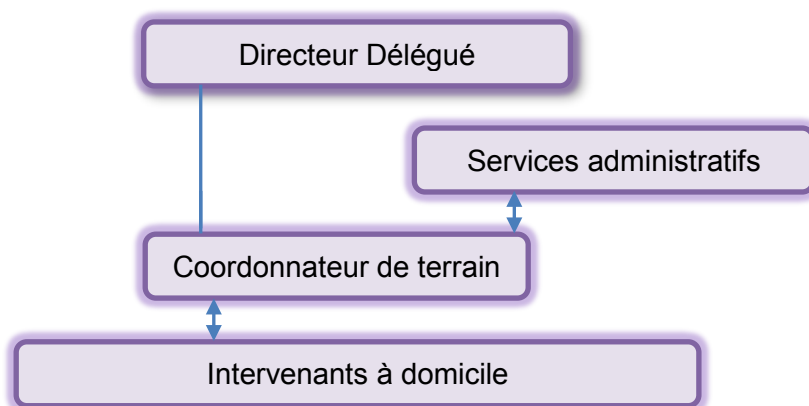 Directeur Délégué
Services administratifs
Coordonnateur de terrain
Intervenants à domicile